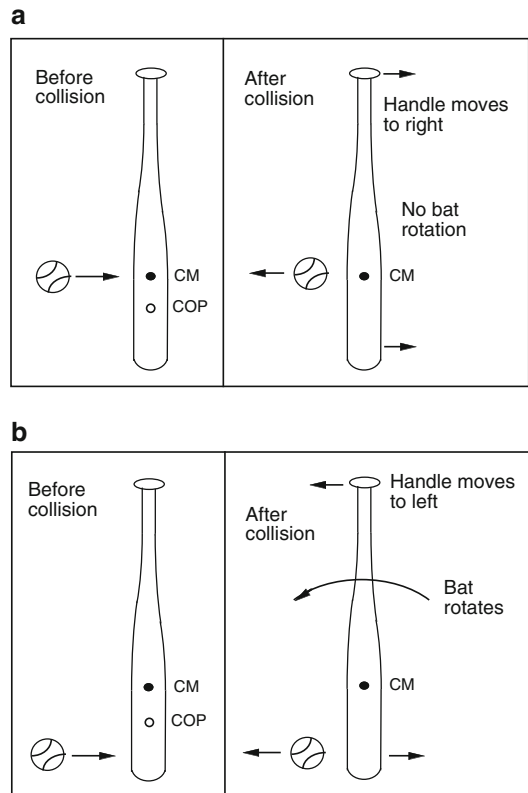 a
Before
collision
CM
COP
After
collision
Handle moves
to right
No bat
rotation
CM
b
Before
collision
CM
COP
After
collision
Handle moves
to left
Bat
rotates
CM